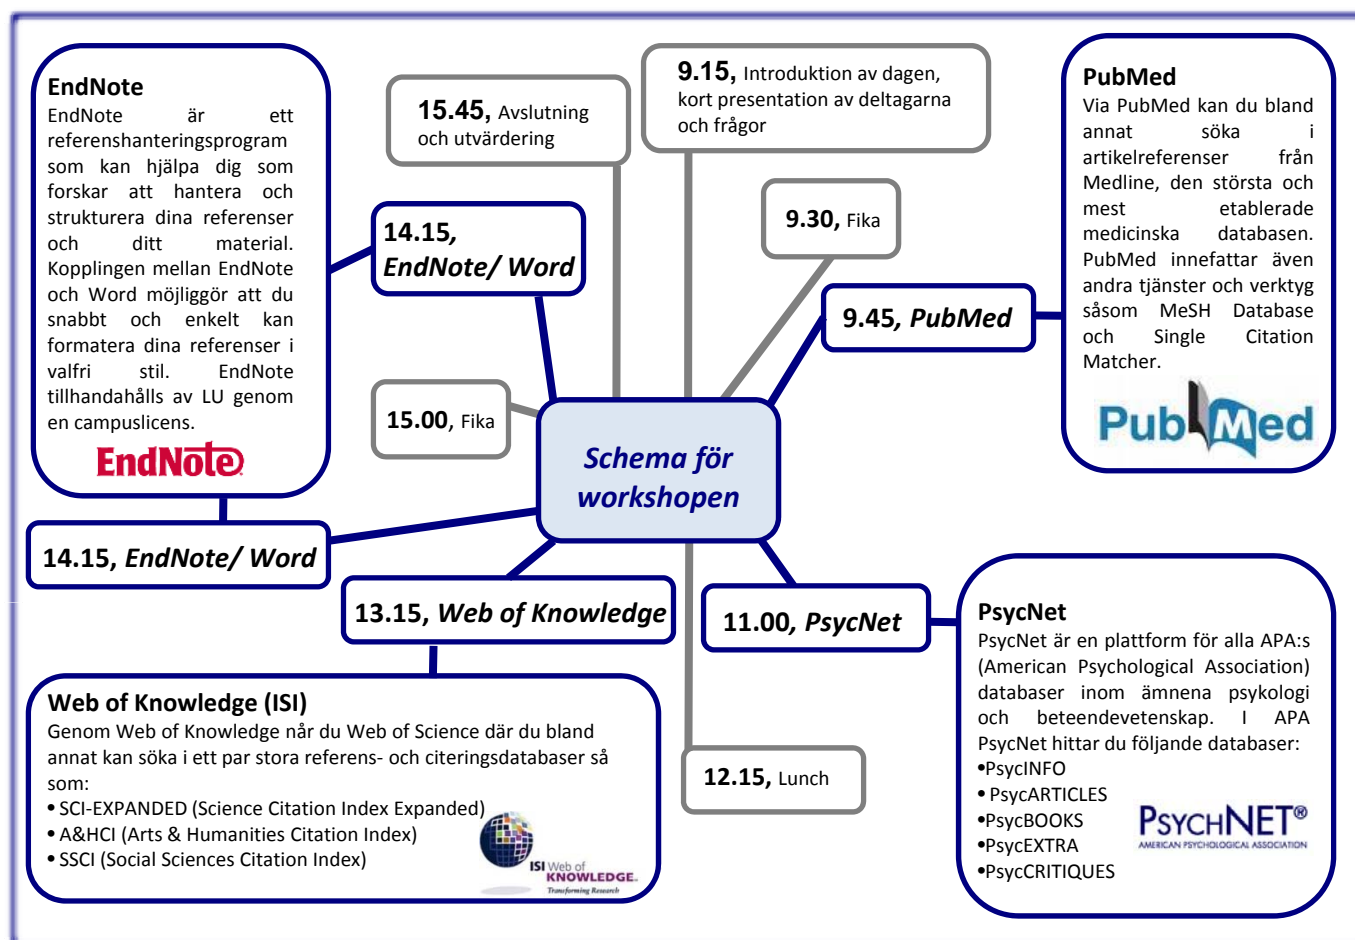 EndNote
EndNote är ett
referenshanteringsprogram
som kan hjälpa dig som
forskar att hantera och
strukturera dina referenser
och ditt material.
Kopplingen mellan EndNote
och Word möjliggör att du
snabbt och enkelt kan
formatera dina referenser i
valfri stil. EndNote
tillhandahålls av LU genom
en campuslicens.
EndNote
15.45, Avslutning
och utvärdering
9.15, Introduktion av dagen,
kort presentation av deltagarna
och frågor
PubMed
Via PubMed kan du bland
annat söka i
artikelreferenser från
Medline, den största och
mest etablerade
medicinska databasen.
PubMed innefattar även
andra tjänster och verktyg
såsom MeSH Database
och Single Citation
Matcher.
PubMed
14.15,
EndNote/ Word
9.30, Fika
9.45, PubMed
15.00, Fika
Schema för
workshopen
14.15, EndNote/ Word
13.15, Web of Knowledge
11.00, PsycNet
12.15, Lunch
Web of Knowledge (ISI)
Genom Web of Knowledge når du Web of Science där du bland
annat kan söka i ett par stora referens- och citeringsdatabaser så
som:
• SCI-EXPANDED (Science Citation Index Expanded)
• A&HCI (Arts & Humanities Citation Index)
• SSCI (Social Sciences Citation Index)
ISI Web of
KNOWLEDGE.
Transforming Research
PsycNet
PsycNet är en plattform för alla APA:s
(American Psychological Association)
databaser inom ämnena psykologi
och beteendevetenskap. I APA
PsycNet hittar du följande databaser:
•PsycINFO
• PsycARTICLES
•PsycBOOKS
•PsycEXTRA
•PsycCRITIQUES
PSYCHNET®
AMERICAN PSYCHOLOGICAL ASSOCIATION